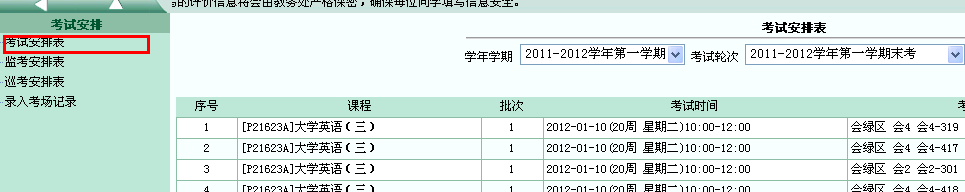 的评价信息将会由教务处严格保密，确保每位同学填写信息安全。
考试安排
考试安排表
监考安排表
巡考安排表
录入考场记录
考试安排表
学年学期 2011-2012学年第一学期 考试轮次 2011-2012学年第一学期末考
序号 课程 批次 考试时间 考
1 [P21623A]大学英语(三) 1 2012-01-10(20周 星期二)10:00-12:00 会绿区 会4 会4-319
2 [P21623A]大学英语(三) 1 2012-01-10(20周 星期二)10:00-12:00 会绿区 会4 会4-417
3 [P21623A]大学英语(三) 1 2012-01-10(20周 星期二)10:00-12:00 会绿区 会2 会2-301
4 [P21623A]大学英语(三) 1 2012-01-10(20周 星期二)10:00-12:00 会绿区 会4 会4-418